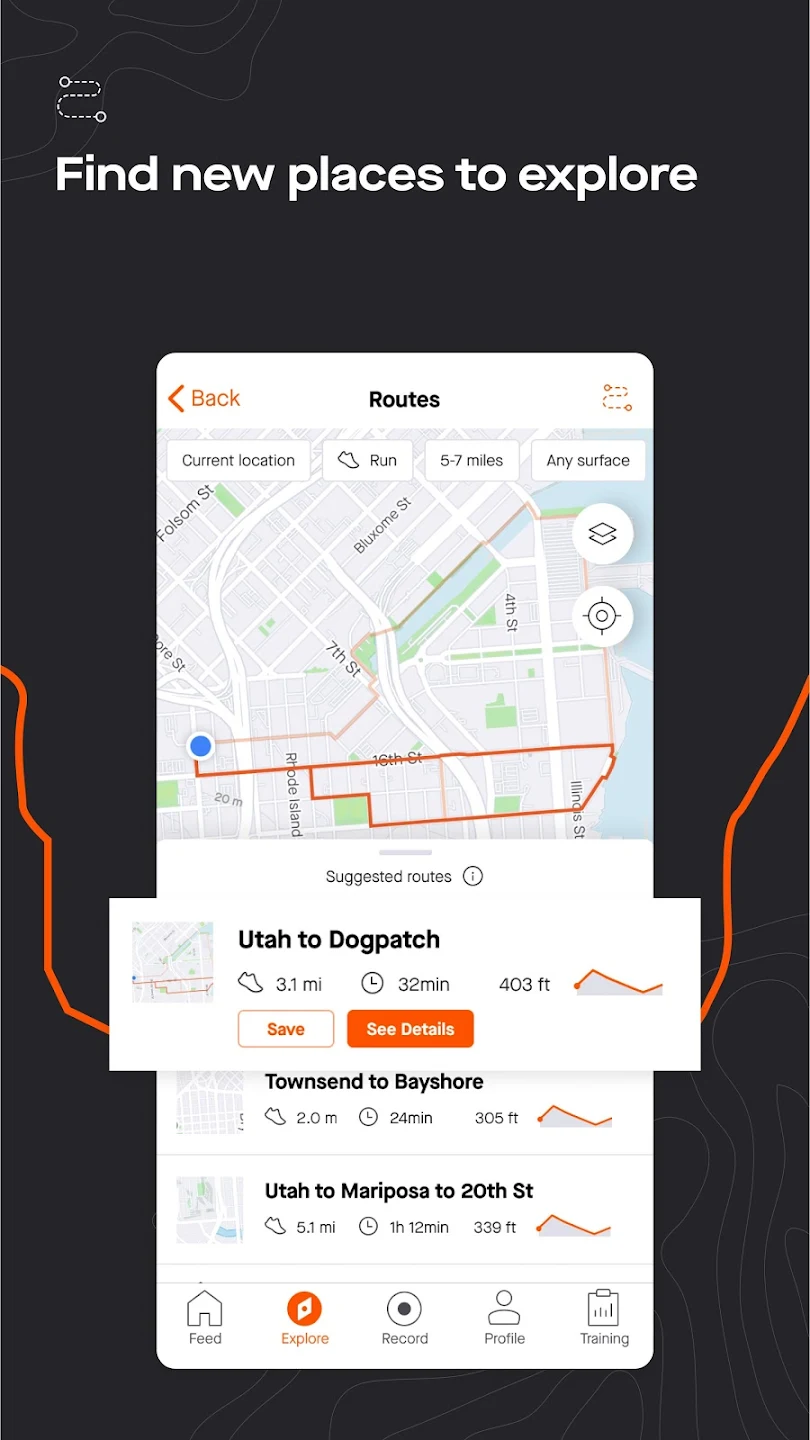 Find new places to explore
Back
Routes
Current location
Run
5-7 miles
Any surface
Folsom St
Bluxome St
4th St
7th St
16th St
Rhode Island
Illinois St
20 m
Suggested routes
Utah to Dogpatch
3.1 mi
32min
403 ft
Save
See Details
Townsend to Bayshore
2.0 m
24min
305 ft
Utah to Mariposa to 20th St
5.1 mi
1h 12min
339 ft
Feed
Explore
Record
Profile
Training